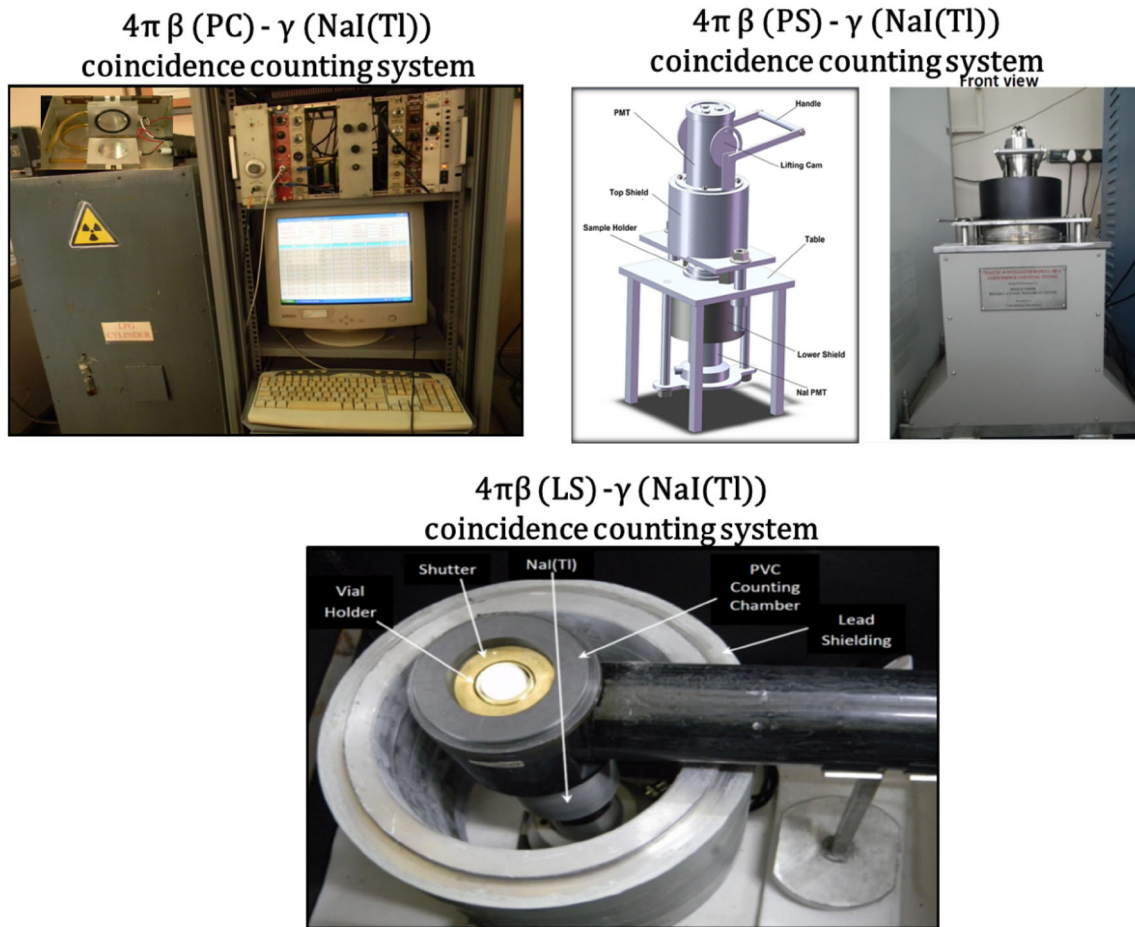 4π β (PC) - γ (NaI(Tl))
coincidence counting system
4π β (PS) - γ (NaI(Tl))
coincidence counting system
Front view
LPG
CYLINDER
PMT
Handle
Lifting Cam
Top Shield
Sample Holder
Table
Lower Shield
NaI PMT
4πβ (LS) -γ (NaI(Tl))
coincidence counting system
Vial
Holder
Shutter
NaI(Tl)
PVC
Counting
Chamber
Lead
Shielding